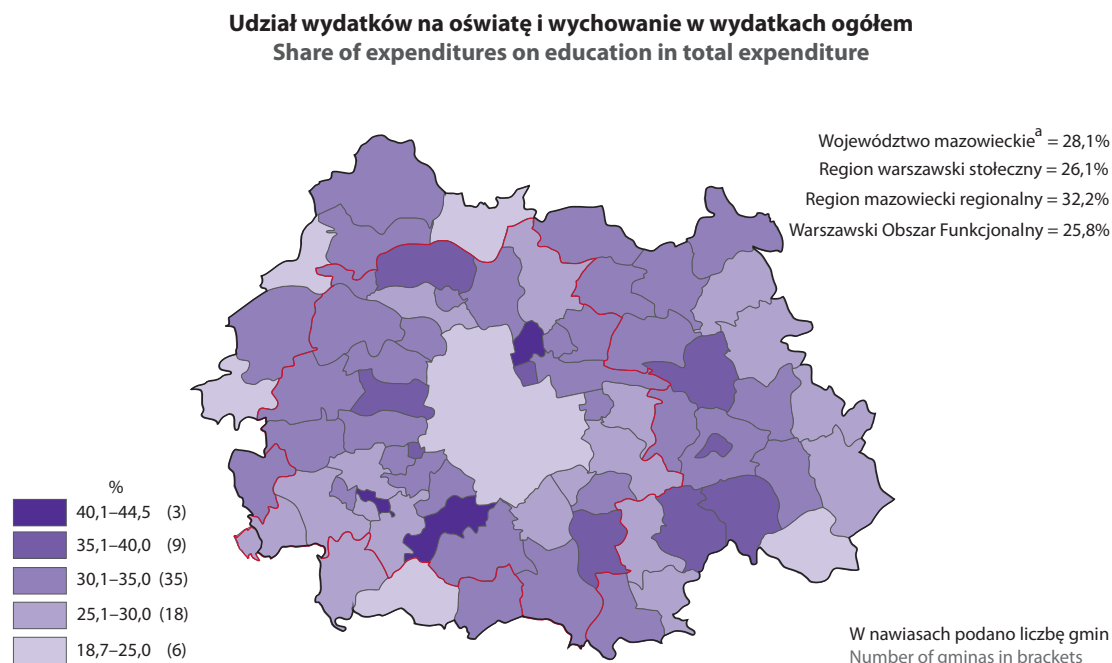 Udział wydatków na oświatę i wychowanie w wydatkach ogółem
Share of expenditures on education in total expenditure
Województwo mazowieckieᵃ = 28,1%
Region warszawski stołeczny = 26,1%
Region mazowiecki regionalny = 32,2%
Warszawski Obszar Funkcjonalny = 25,8%
%
40,1–44,5 (3)
35,1–40,0 (9)
30,1–35,0 (35)
25,1–30,0 (18)
18,7–25,0 (6)
W nawiasach podano liczbę gmin
Number of gminas in brackets